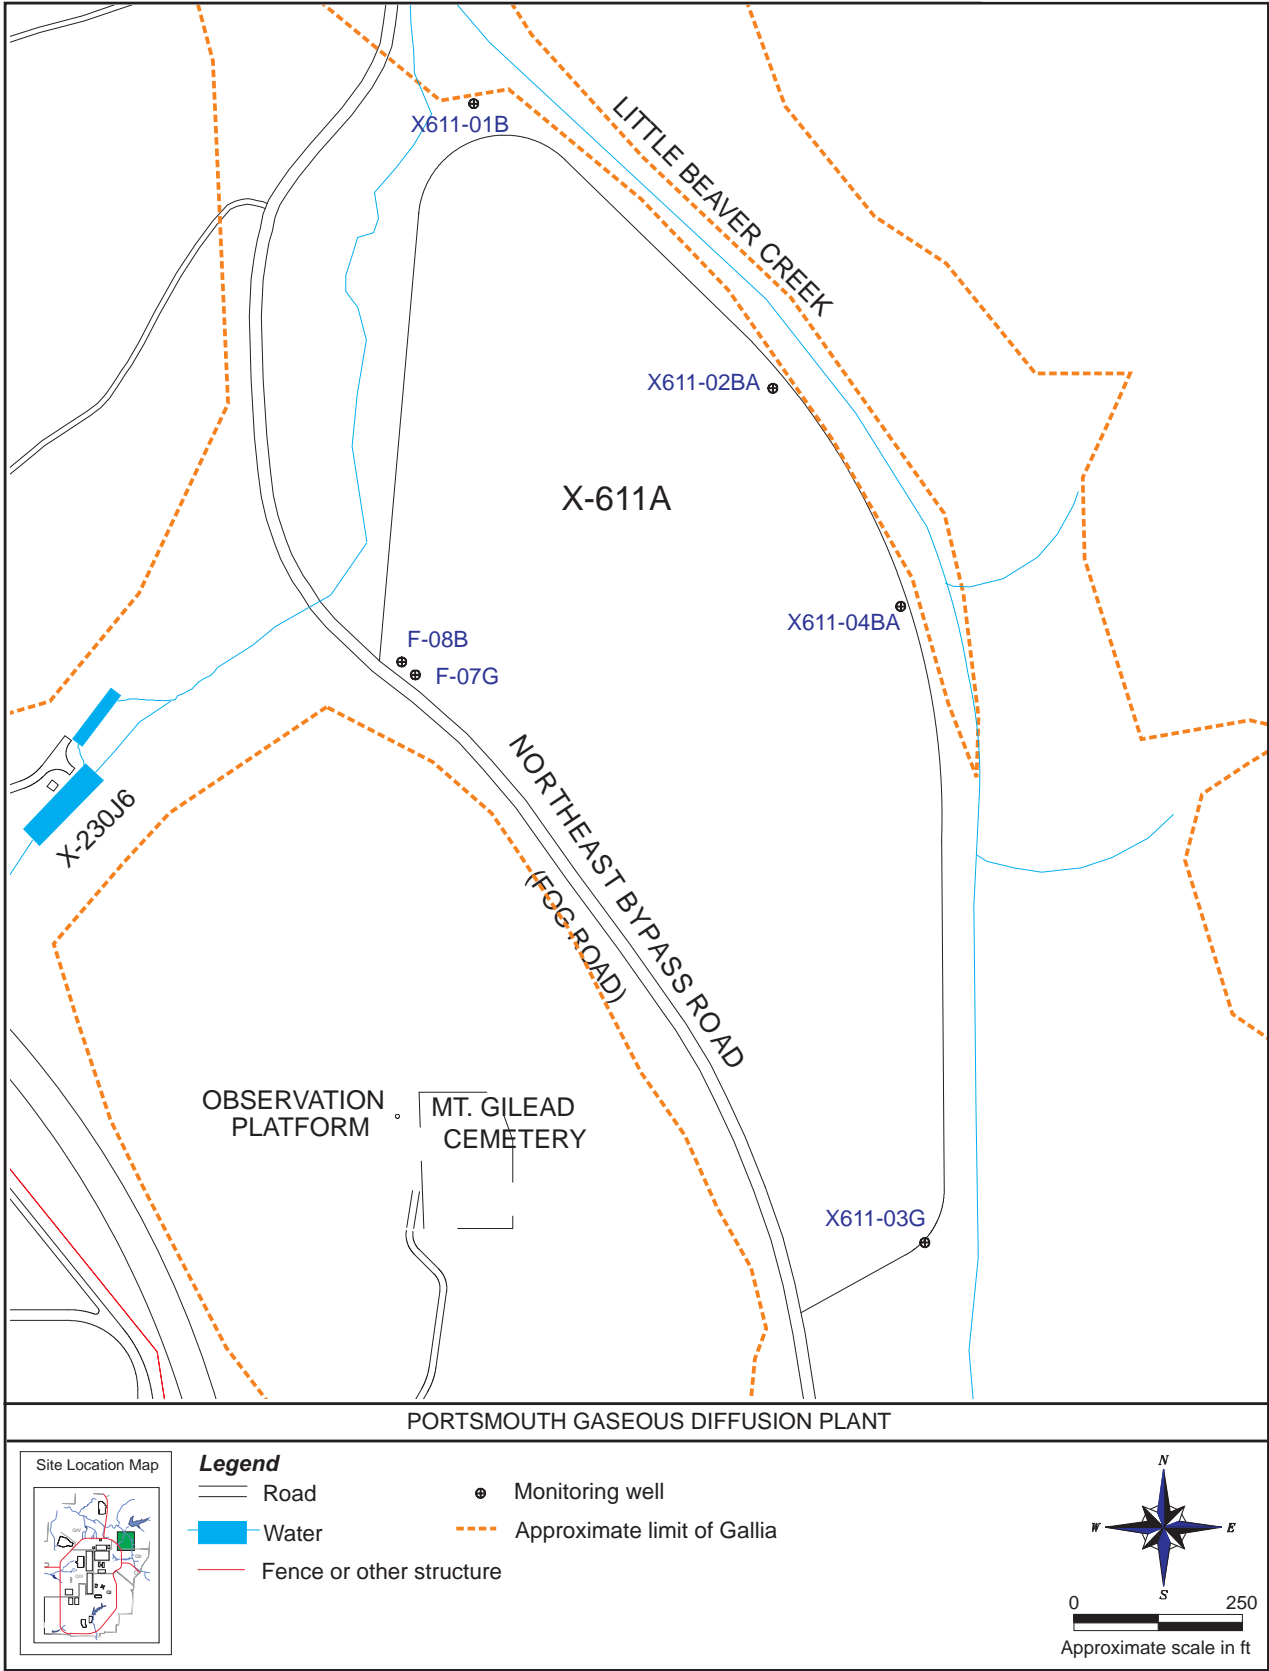 X611-01B
LITTLE BEAVER CREEK
X611-02BA
X-611A
X611-04BA
F-08B
F-07G
NORTHEAST BYPASS ROAD
(FOG ROAD)
X-230J6
OBSERVATION
PLATFORM
MT. GILEAD
CEMETERY
X611-03G
PORTSMOUTH GASEOUS DIFFUSION PLANT
Site Location Map
Legend
Road
Water
Fence or other structure
Monitoring well
Approximate limit of Gallia
N
W
E
S
0 250
Approximate scale in ft